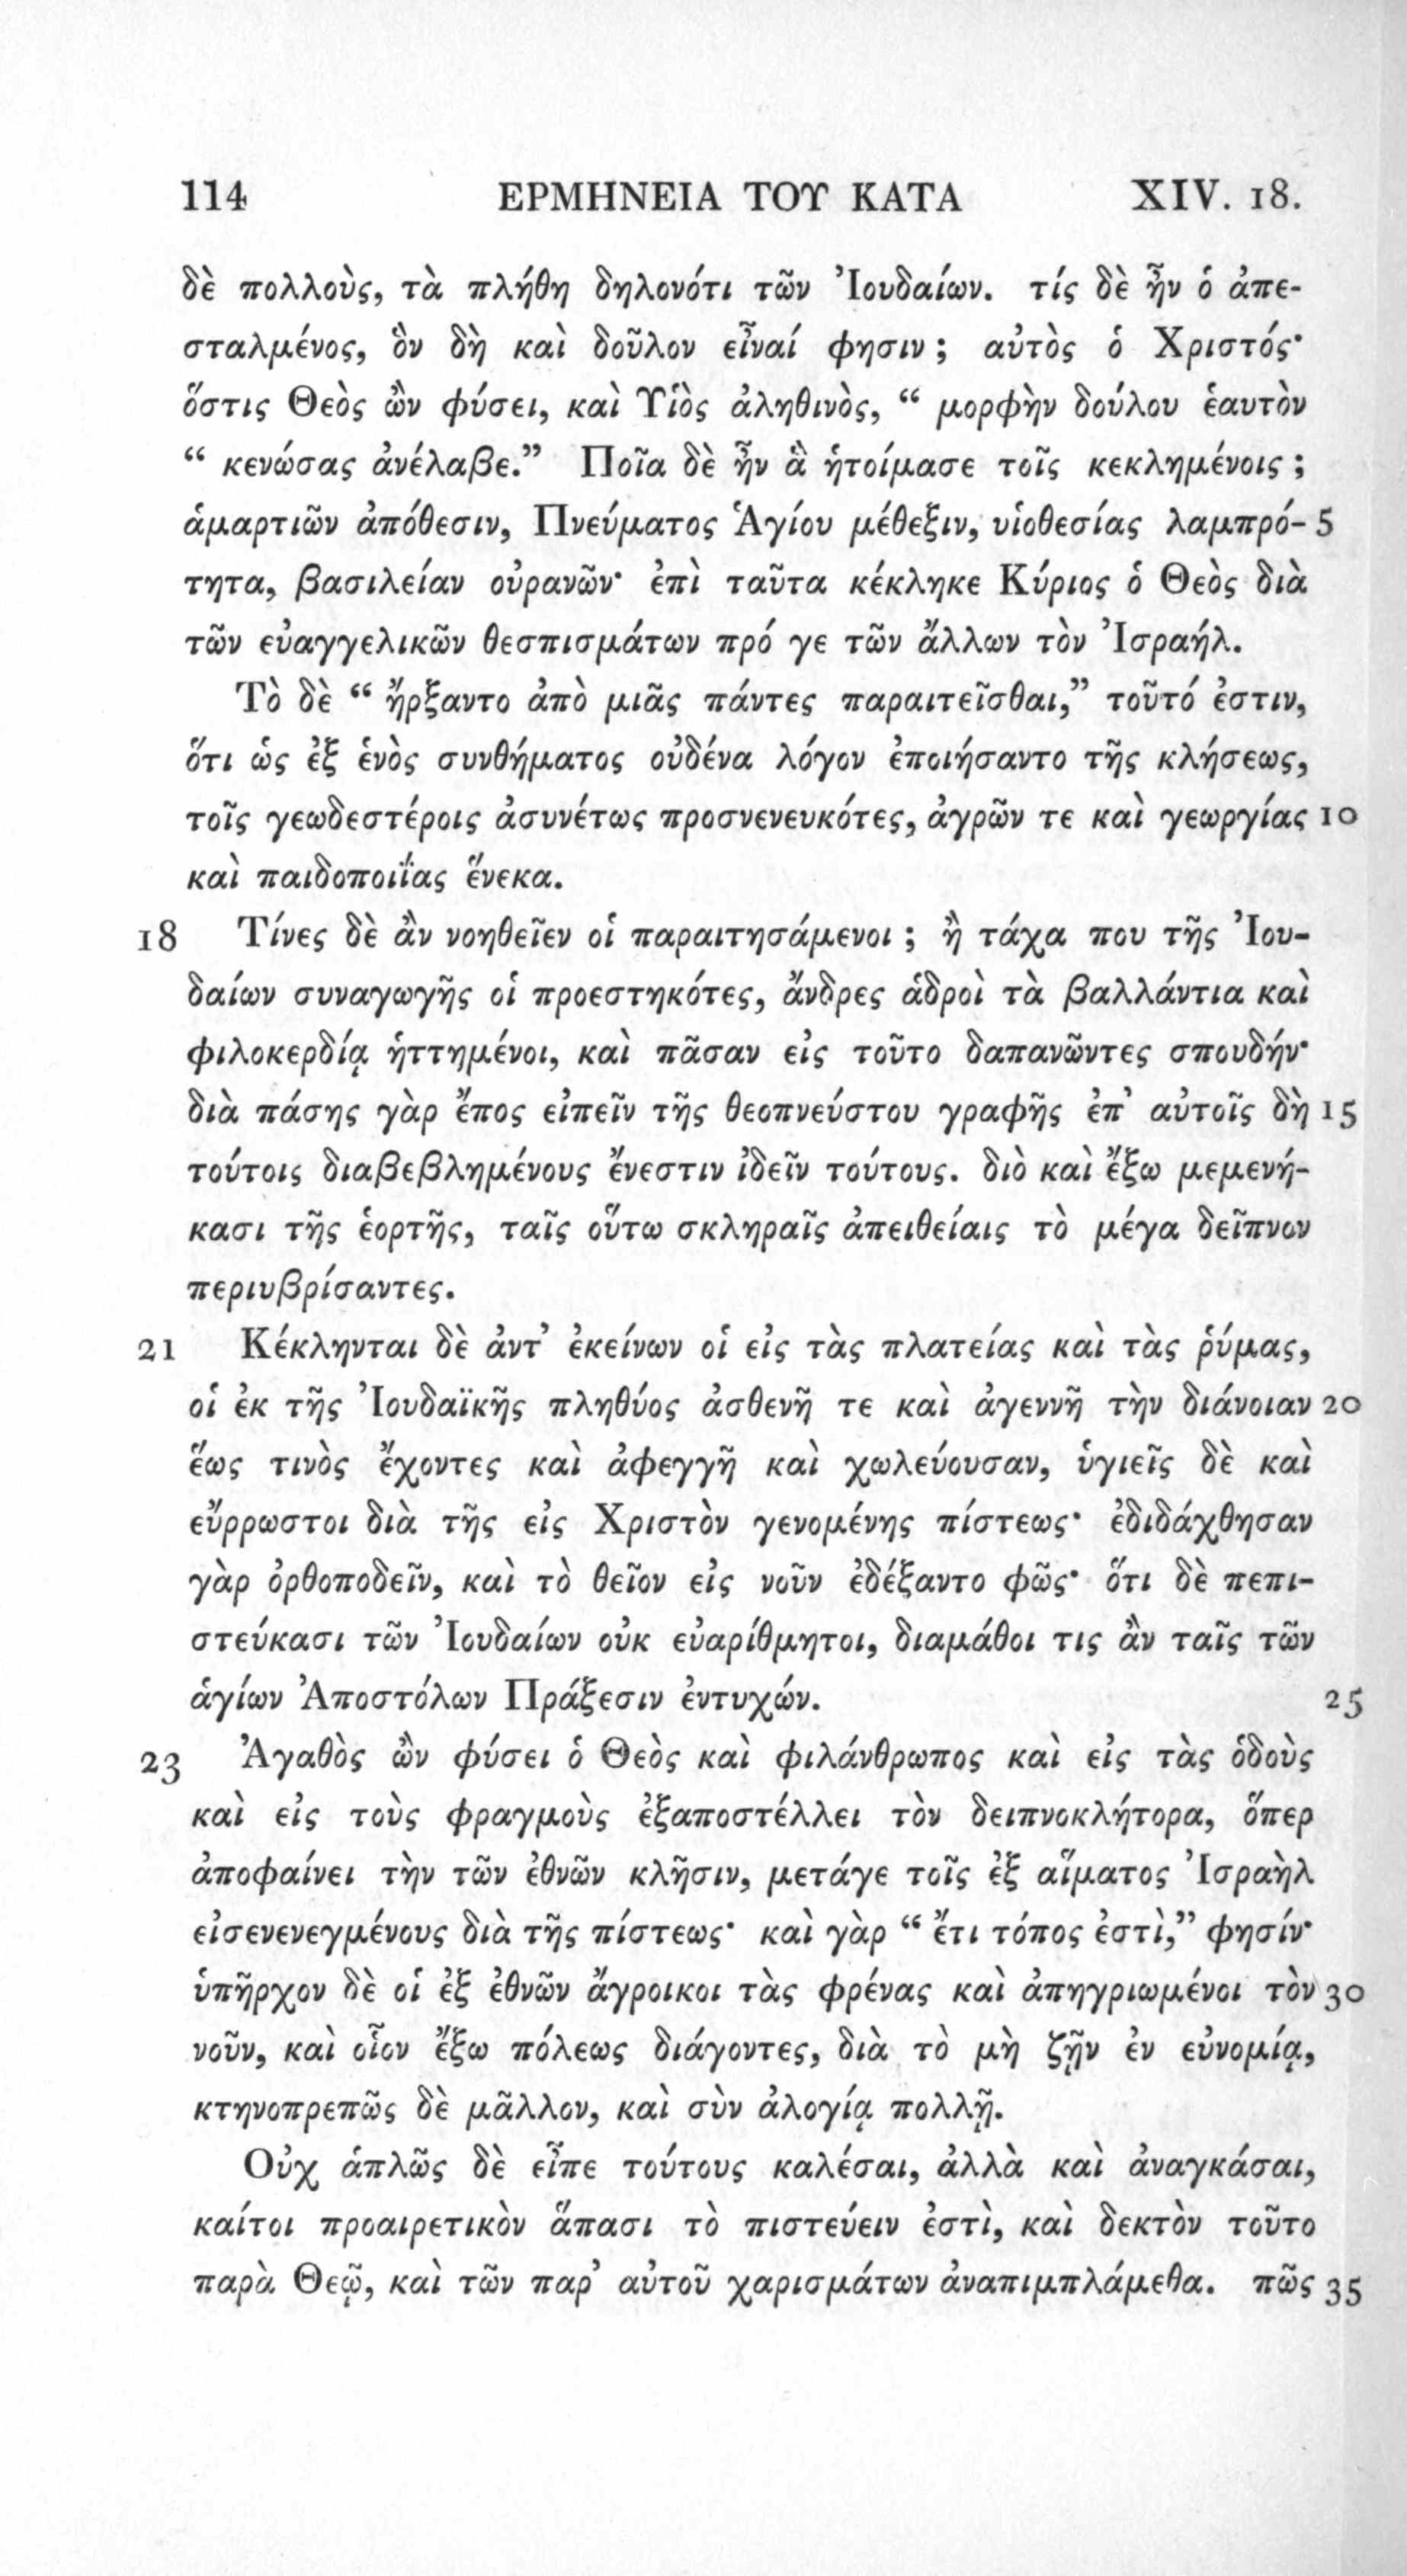 114 ΕΡΜΗΝΕΙΑ ΤΟΥ ΚΑΤΑ XIV. 18.
δὲ πολλοὺς, τὰ πλήθη δηλονότι τῶν Ἰουδαίων. τίς δὲ ἦν ὁ ἀπε-
σταλμένος, ὃν δὴ καὶ δοῦλον εἶναί φησιν ; αὐτὸς ὁ Χριστός·
ὅστις Θεὸς ὢν φύσει, καὶ Υἱὸς ἀληθινὸς, “ μορφὴν δούλου ἑαυτὸν
“ κενώσας ἀνέλαβε.” Ποῖα δὲ ἦν ἃ ἡτοίμασε τοῖς κεκλημένοις ;
ἁμαρτιῶν ἀπόθεσιν, Πνεύματος Ἁγίου μέθεξιν, υἱοθεσίας λαμπρό- 5
τητα, βασιλείαν οὐρανῶν· ἐπὶ ταῦτα κέκληκε Κύριος ὁ Θεὸς διὰ
τῶν εὐαγγελικῶν θεσπισμάτων πρό γε τῶν ἄλλων τὸν Ἰσραήλ.
Τὸ δὲ “ ἤρξαντο ἀπὸ μιᾶς πάντες παραιτεῖσθαι,” τοῦτό ἐστιν,
ὅτι ὡς ἐξ ἑνὸς συνθήματος οὐδένα λόγον ἐποιήσαντο τῆς κλήσεως,
τοῖς γεωδεστέροις ἀσυνέτως προσνενευκότες, ἀγρῶν τε καὶ γεωργίας 10
καὶ παιδοποιΐας ἕνεκα.
18 Τίνες δὲ ἂν νοηθεῖεν οἱ παραιτησάμενοι ; ἢ τάχα που τῆς Ἰου-
δαίων συναγωγῆς οἱ προεστηκότες, ἄνδρες ἁδροὶ τὰ βαλλάντια καὶ
φιλοκερδίᾳ ἡττημένοι, καὶ πᾶσαν εἰς τοῦτο δαπανῶντες σπουδήν·
διὰ πάσης γὰρ ἔπος εἰπεῖν τῆς θεοπνεύστου γραφῆς ἐπ’ αὐτοῖς δὴ 15
τούτοις διαβεβλημένους ἔνεστιν ἰδεῖν τούτους. διὸ καὶ ἔξω μεμενή-
κασι τῆς ἑορτῆς, ταῖς οὕτω σκληραῖς ἀπειθείαις τὸ μέγα δεῖπνον
περιυβρίσαντες.
21 Κέκληνται δὲ ἀντ’ ἐκείνων οἱ εἰς τὰς πλατείας καὶ τὰς ῥύμας,
οἱ ἐκ τῆς Ἰουδαϊκῆς πληθύος ἀσθενῆ τε καὶ ἀγεννῆ τὴν διάνοιαν 20
ἕως τινὸς ἔχοντες καὶ ἀφεγγῆ καὶ χωλεύουσαν, ὑγιεῖς δὲ καὶ
εὔρρωστοι διὰ τῆς εἰς Χριστὸν γενομένης πίστεως· ἐδιδάχθησαν
γὰρ ὀρθοποδεῖν, καὶ τὸ θεῖον εἰς νοῦν ἐδέξαντο φῶς· ὅτι δὲ πεπι-
στεύκασι τῶν Ἰουδαίων οὐκ εὐαρίθμητοι, διαμάθοι τις ἂν ταῖς τῶν
ἁγίων Ἀποστόλων Πράξεσιν ἐντυχών. 25
23 Ἀγαθὸς ὢν φύσει ὁ Θεὸς καὶ φιλάνθρωπος καὶ εἰς τὰς ὁδοὺς
καὶ εἰς τοὺς φραγμοὺς ἐξαποστέλλει τὸν δειπνοκλήτορα, ὅπερ
ἀποφαίνει τὴν τῶν ἐθνῶν κλῆσιν, μετάγε τοῖς ἐξ αἵματος Ἰσραὴλ
εἰσενενεγμένους διὰ τῆς πίστεως· καὶ γὰρ “ ἔτι τόπος ἐστὶ,” φησίν·
ὑπῆρχον δὲ οἱ ἐξ ἐθνῶν ἄγροικοι τὰς φρένας καὶ ἀπηγριωμένοι τὸν 30
νοῦν, καὶ οἷον ἔξω πόλεως διάγοντες, διὰ τὸ μὴ ζῇν ἐν εὐνομίᾳ,
κτηνοπρεπῶς δὲ μᾶλλον, καὶ σὺν ἀλογίᾳ πολλῇ.
Οὐχ ἁπλῶς δὲ εἶπε τούτους καλέσαι, ἀλλὰ καὶ ἀναγκάσαι,
καίτοι προαιρετικὸν ἅπασι τὸ πιστεύειν ἐστὶ, καὶ δεκτὸν τοῦτο
παρὰ Θεῷ, καὶ τῶν παρ’ αὐτοῦ χαρισμάτων ἀναπιμπλάμεθα. πῶς 35